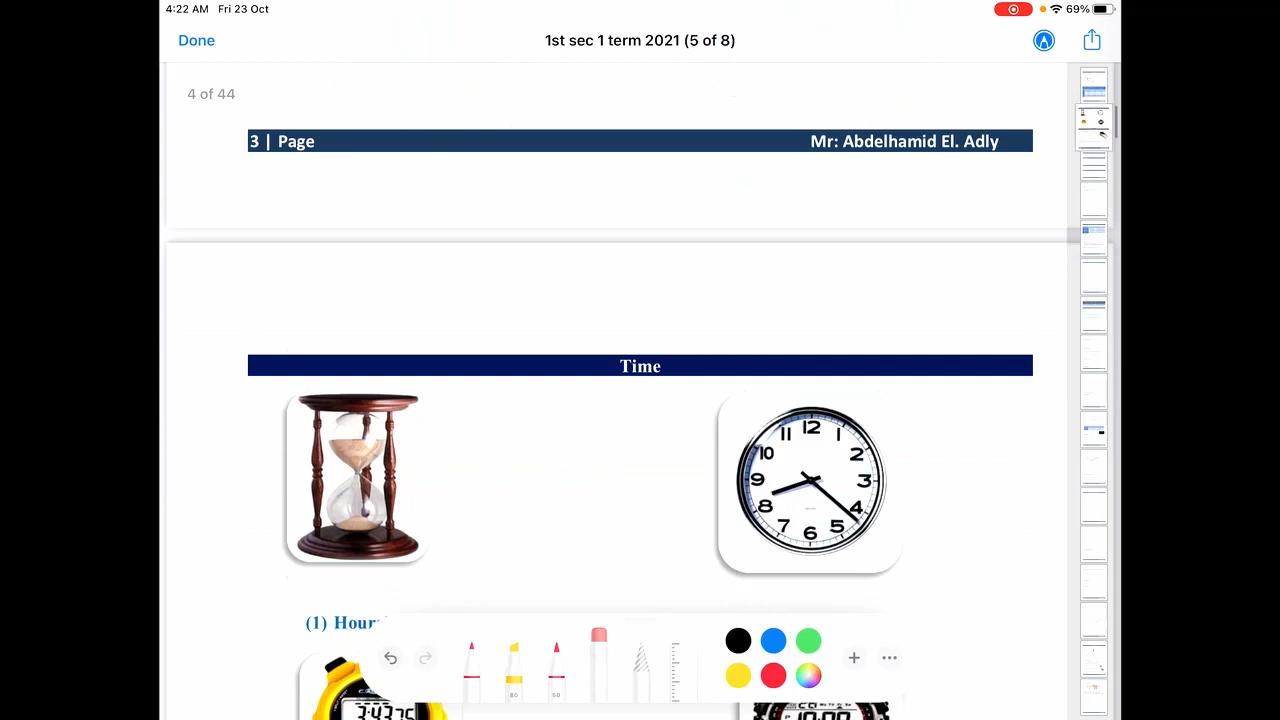 4:22 AM Fri 23 Oct
69%
Done
1st sec 1 term 2021 (5 of 8)
4 of 44
3 | Page
Mr: Abdelhamid El. Adly
Time
12
11 1
10 2
9 3
8 4
7 5
6
(1) Hour
80
50